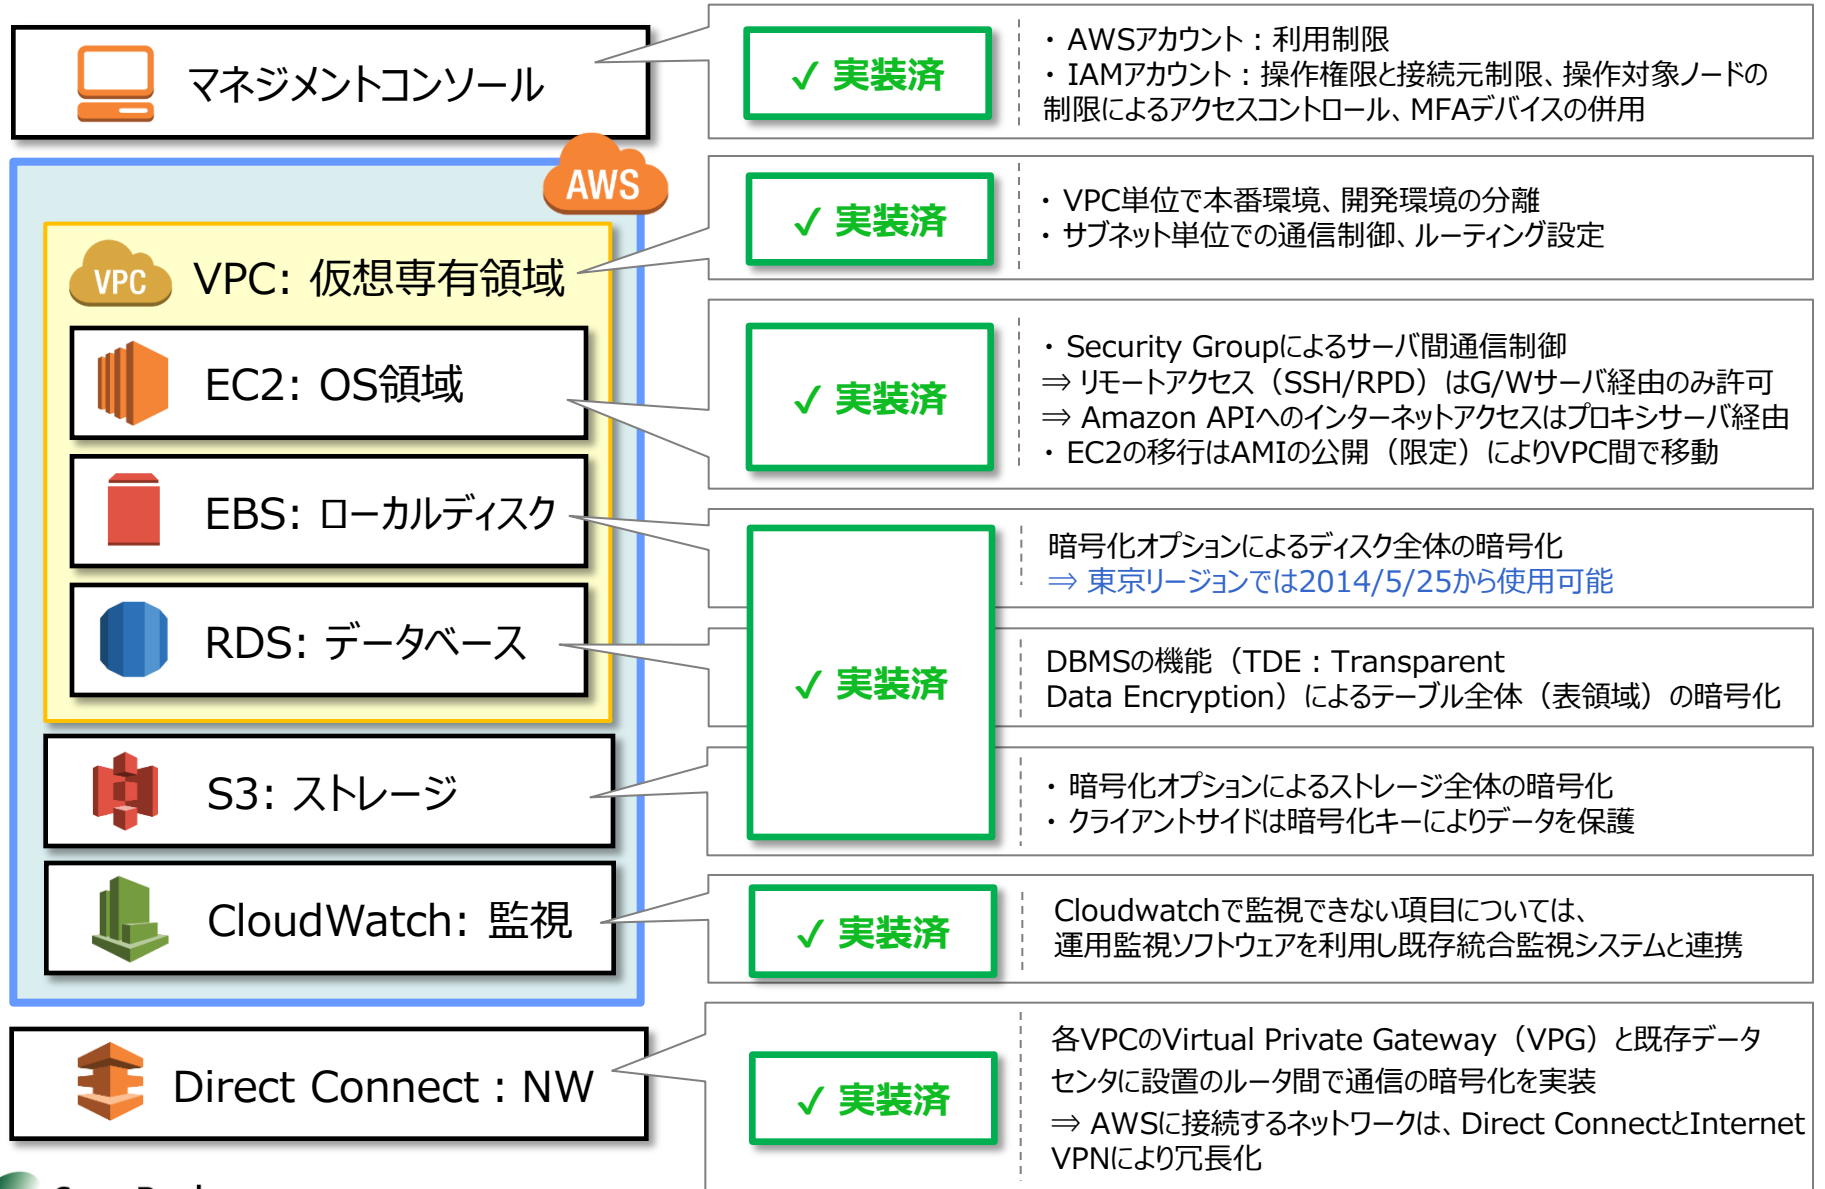 マネジメントコンソール
✓ 実装済
・ AWSアカウント：利用制限
・ IAMアカウント：操作権限と接続元制限、操作対象ノードの
制限によるアクセスコントロール、MFAデバイスの併用
AWS
VPC
VPC: 仮想専有領域
✓ 実装済
・ VPC単位で本番環境、開発環境の分離
・ サブネット単位での通信制御、ルーティング設定
EC2: OS領域
✓ 実装済
・ Security Groupによるサーバ間通信制御
⇒ リモートアクセス（SSH/RPD）はG/Wサーバ経由のみ許可
⇒ Amazon APIへのインターネットアクセスはプロキシサーバ経由
・ EC2の移行はAMIの公開（限定）によりVPC間で移動
EBS: ローカルディスク
暗号化オプションによるディスク全体の暗号化
⇒ 東京リージョンでは2014/5/25から使用可能
RDS: データベース
✓ 実装済
DBMSの機能（TDE：Transparent
Data Encryption）によるテーブル全体（表領域）の暗号化
S3: ストレージ
・ 暗号化オプションによるストレージ全体の暗号化
・ クライアントサイドは暗号化キーによりデータを保護
CloudWatch: 監視
✓ 実装済
Cloudwatchで監視できない項目については、
運用監視ソフトウェアを利用し既存統合監視システムと連携
Direct Connect：NW
✓ 実装済
各VPCのVirtual Private Gateway（VPG）と既存データ
センタに設置のルータ間で通信の暗号化を実装
⇒ AWSに接続するネットワークは、Direct ConnectとInternet
VPNにより冗長化